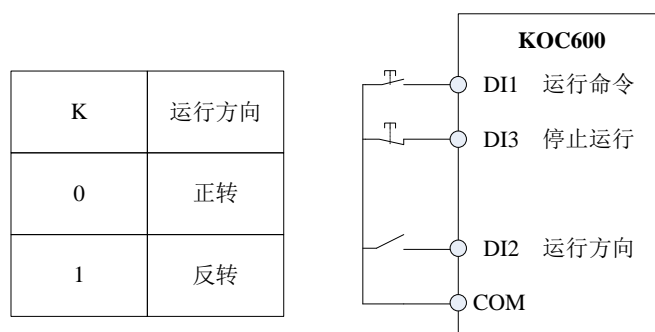 K 运行方向
0 正转
1 反转
KOC600
DI1 运行命令
DI3 停止运行
DI2 运行方向
COM